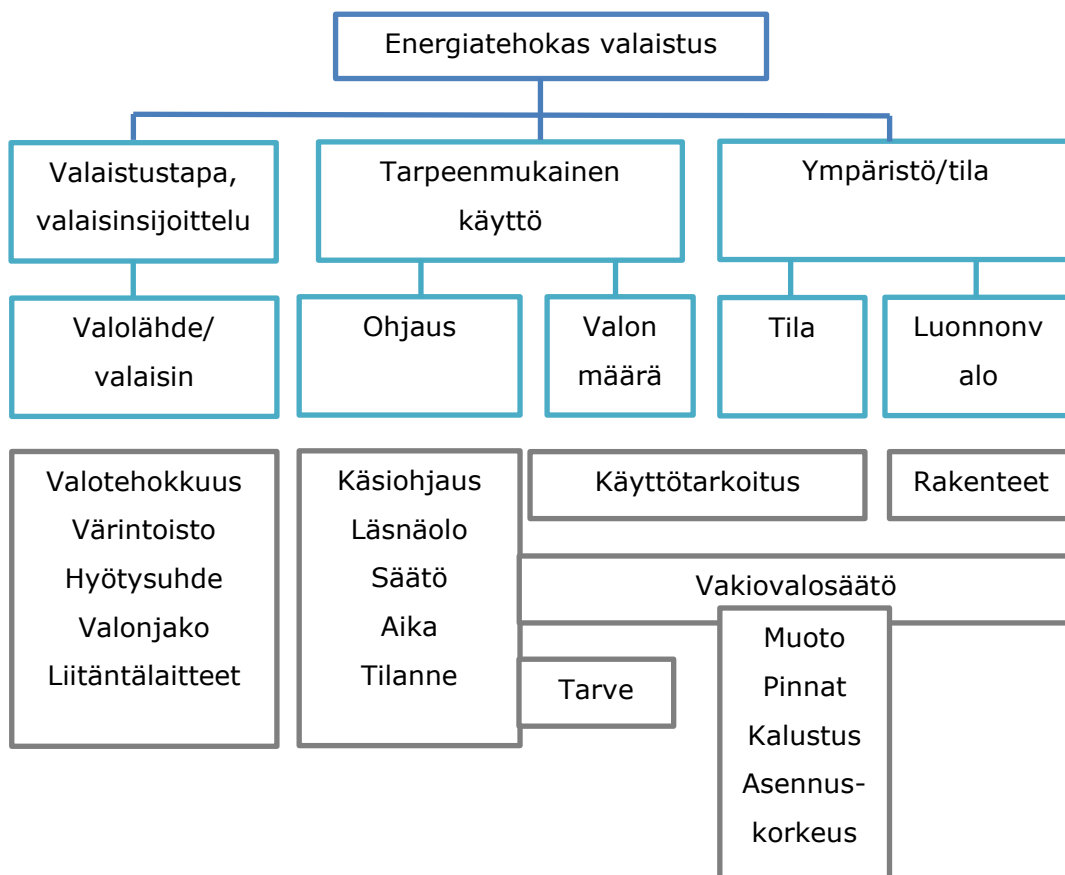 Energiatehokas valaistus
Valaistustapa,
valaisinsijoittelu
Tarpeenmukainen
käyttö
Ympäristö/tila
Valolähde/
valaisin
Ohjaus
Valon
määrä
Tila
Luonnonv
alo
Valotehokkuus
Värintoisto
Hyötysuhde
Valonjako
Liitäntälaitteet
Käsiohjaus
Läsnäolo
Säätö
Aika
Tilanne
Käyttötarkoitus
Rakenteet
Vakiovalosäätö
Tarve
Muoto
Pinnat
Kalustus
Asennus-
korkeus